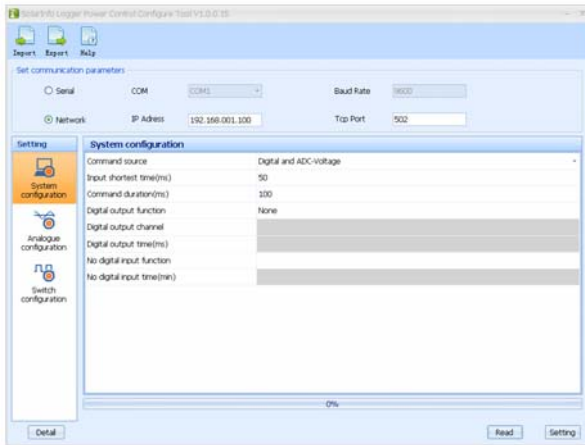 SolarInfo Logger Power Control Configure Tool V1.0.0.15
Import Export Help
Set communication parameters
Serial COM COM1 Baud Rate 9600
Network IP Adress 192.168.001.100 Tcp Port 502
Setting System configuration
Command source Digital and ADC-Voltage
Input shortest time(ms) 50
System configuration Command duration(ms) 100
Digital output function None
Digital output channel
Analogue configuration Digital output time(ms)
No digital input function
No digital input time(min)
Switch configuration
0%
Detail Read Setting